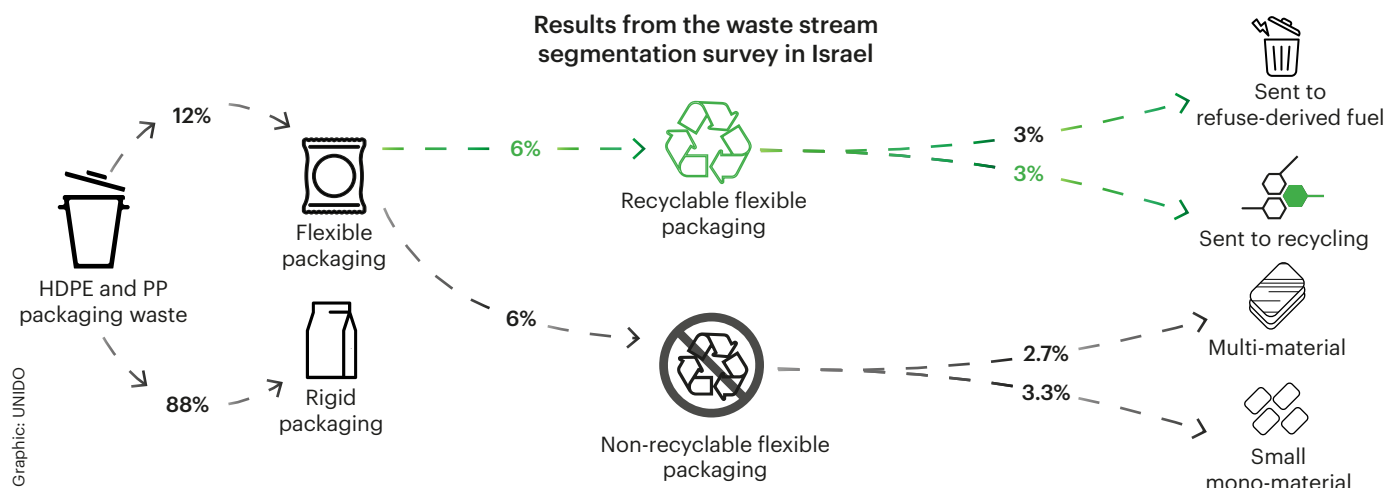 Results from the waste stream
segmentation survey in Israel
12%
88%
HDPE and PP
packaging waste
Flexible
packaging
Rigid
packaging
6%
6%
Recyclable flexible
packaging
Non-recyclable flexible
packaging
3%
3%
2.7%
3.3%
Sent to
refuse-derived fuel
Sent to recycling
Multi-material
Small
mono-material
Graphic: UNIDO